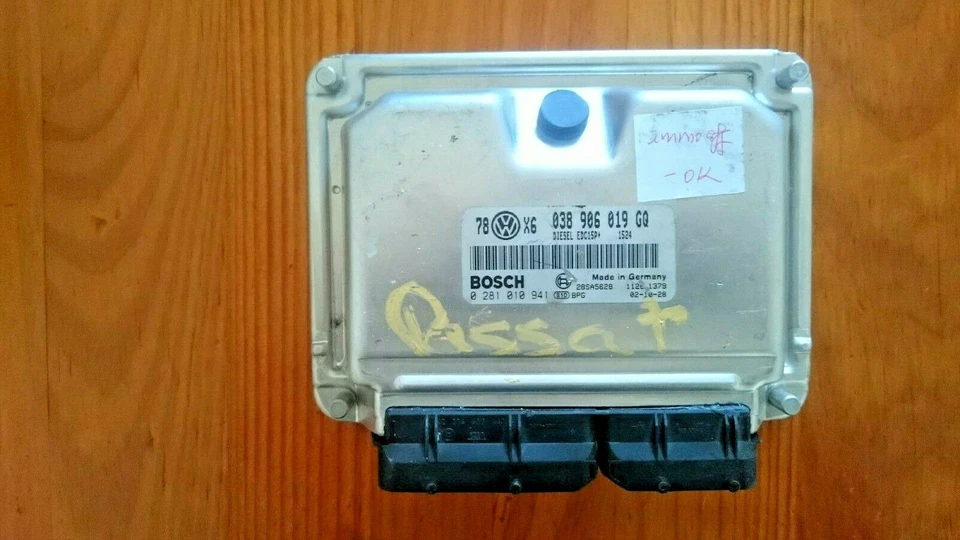 immo off
- OK
78 X6 038 906 019 GQ
DIESEL EDC15P+ 1524
BOSCH Made in Germany
28SA5628 1379
0 281 010 941 BPG 02-10-28
Passat